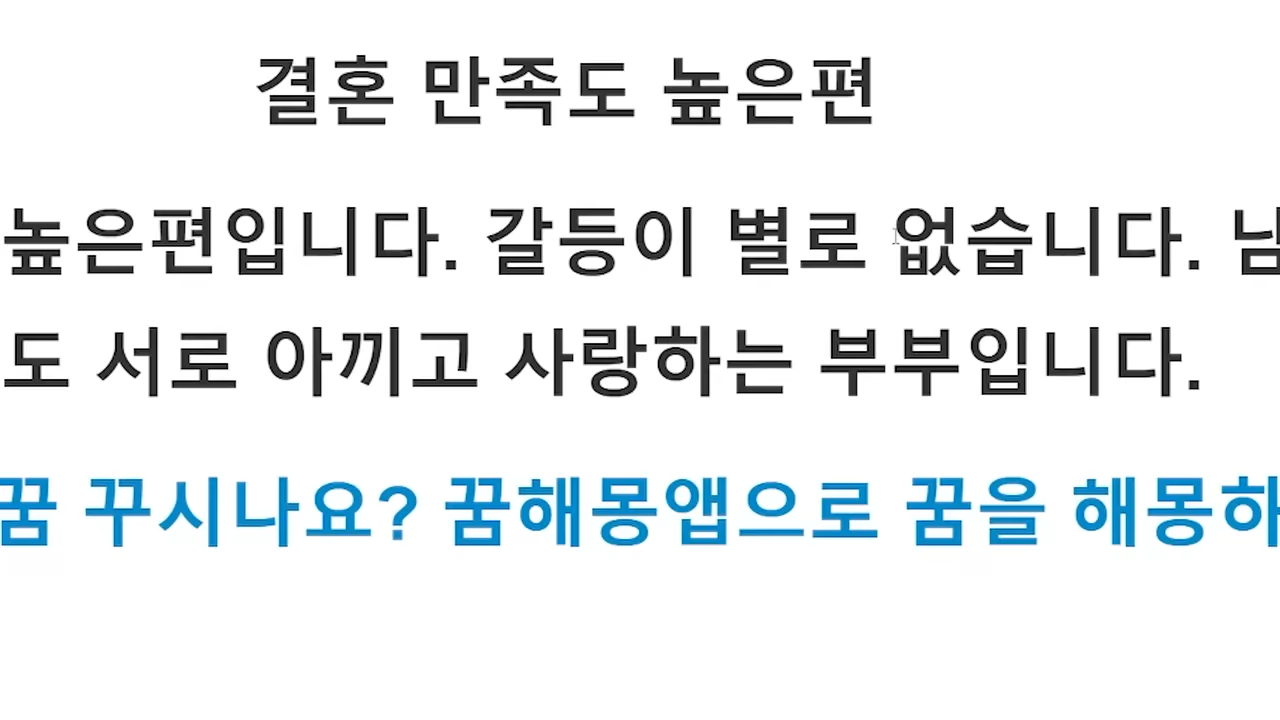 결혼 만족도 높은편
높은편입니다. 갈등이 별로 없습니다.
도 서로 아끼고 사랑하는 부부입니다.
꿈 꾸시나요? 꿈해몽앱으로 꿈을 해몽하